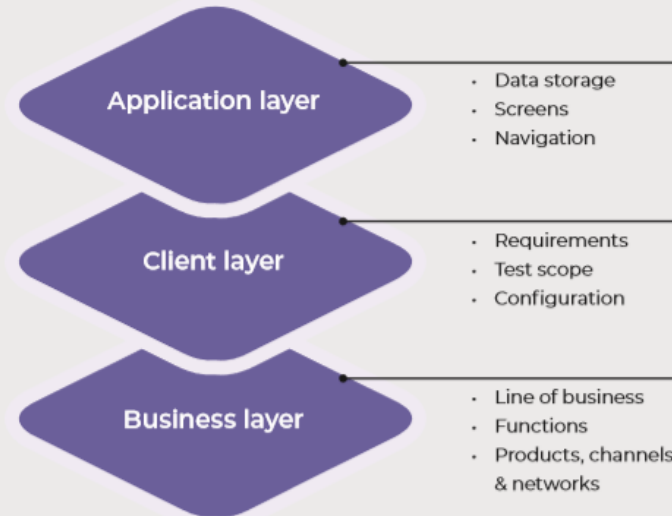 Application layer
· Data storage
· Screens
· Navigation
Client layer
· Requirements
· Test scope
· Configuration
Business layer
· Line of business
· Functions
· Products, channels
& networks